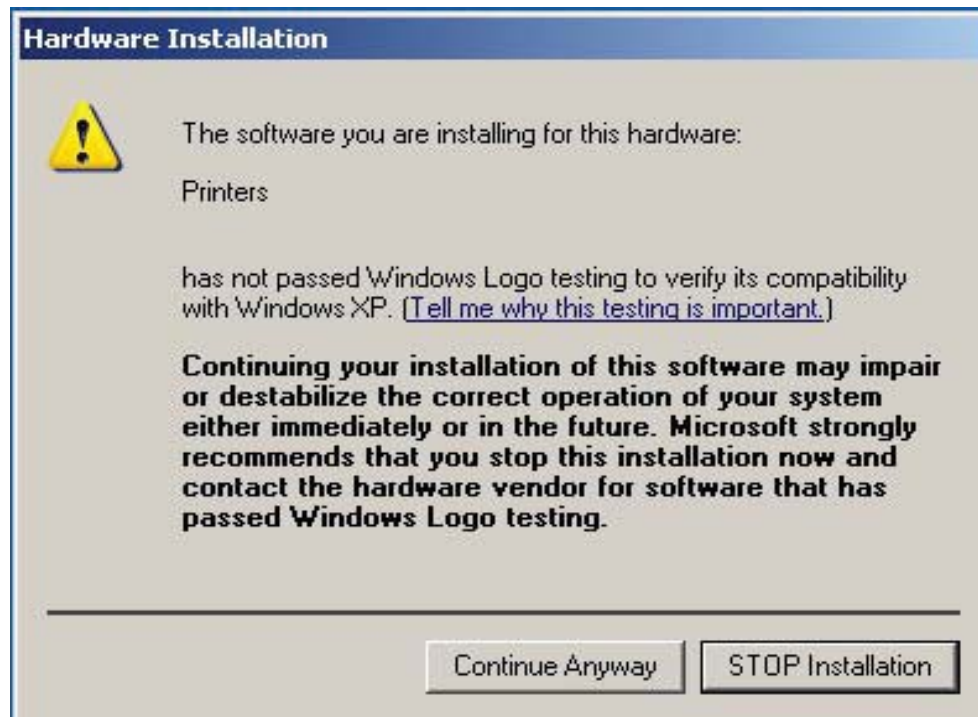 Hardware Installation
The software you are installing for this hardware:
Printers
has not passed Windows Logo testing to verify its compatibility
with Windows XP. (Tell me why this testing is important.)
Continuing your installation of this software may impair
or destabilize the correct operation of your system
either immediately or in the future. Microsoft strongly
recommends that you stop this installation now and
contact the hardware vendor for software that has
passed Windows Logo testing.
Continue Anyway
STOP Installation